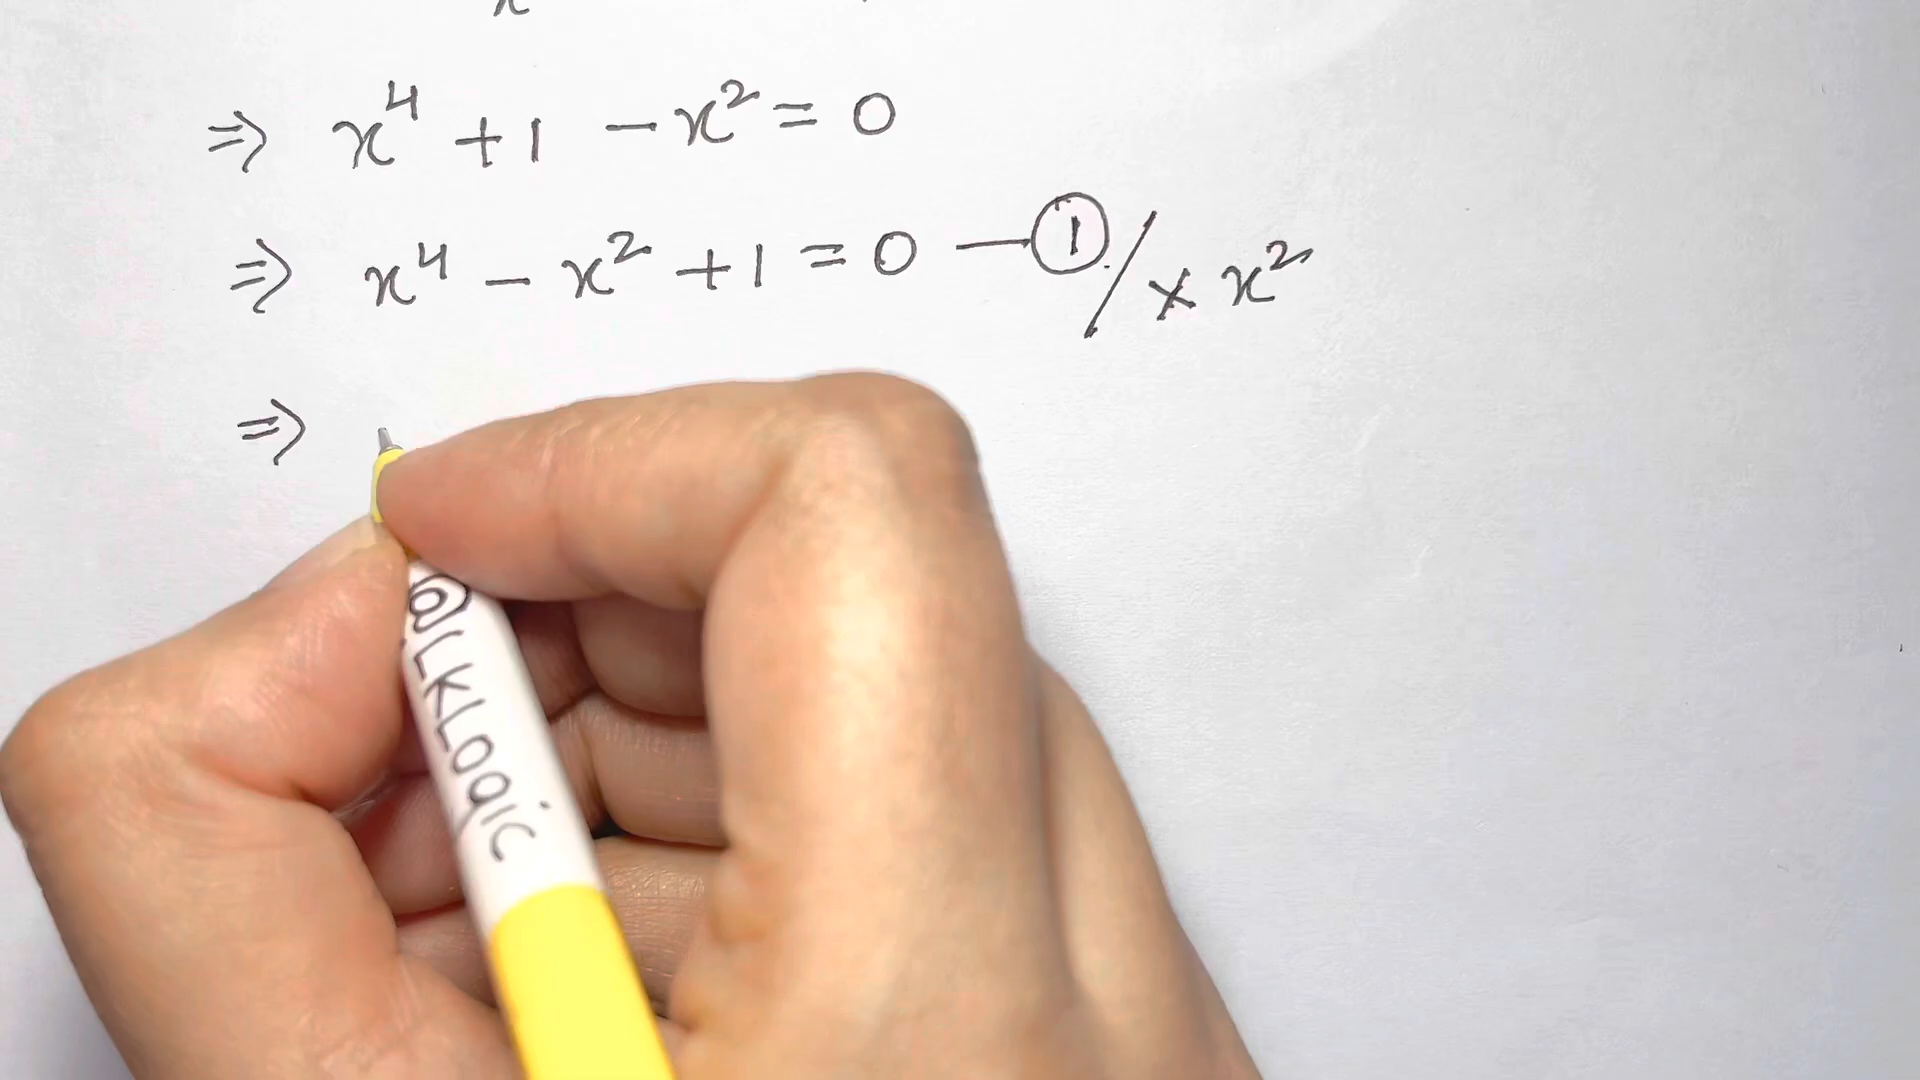 x
⇒ x⁴ + 1 − x² = 0
⇒ x⁴ − x² + 1 = 0 — ① / × x²
⇒
@LKLOgic